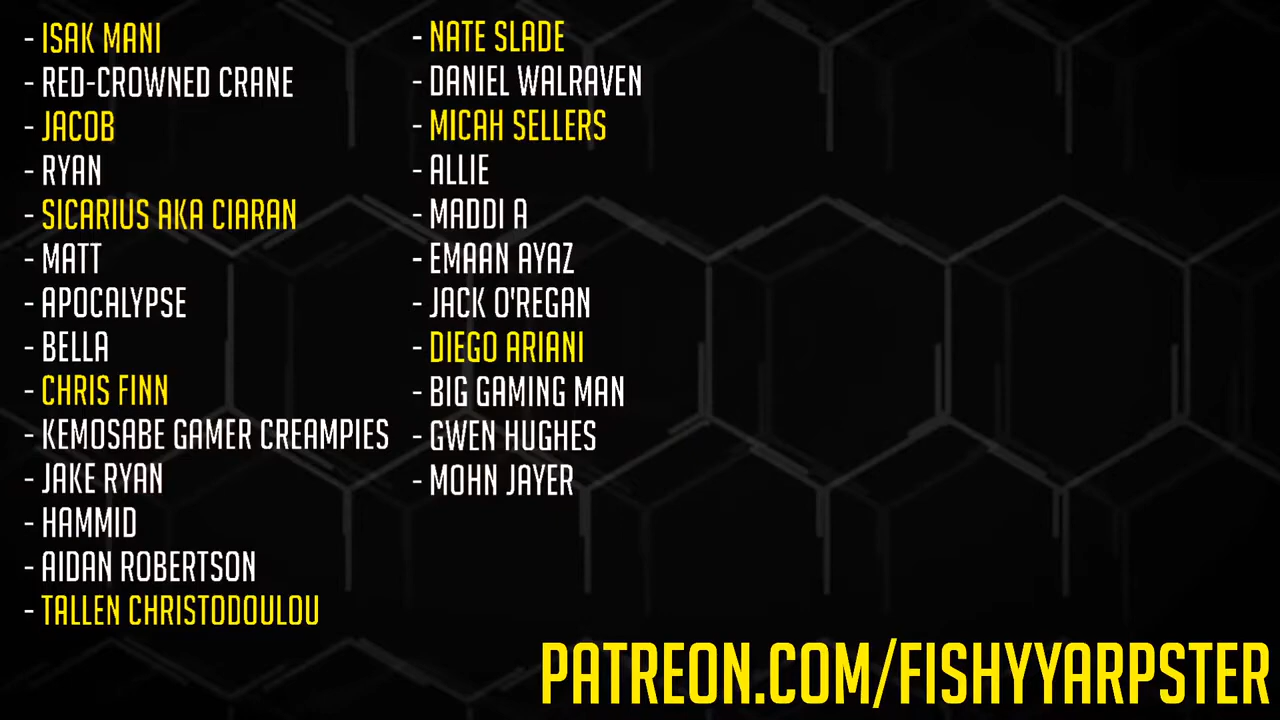 - ISAK MANI
- RED-CROWNED CRANE
- JACOB
- RYAN
- SICARIUS AKA CIARAN
- MATT
- APOCALYPSE
- BELLA
- CHRIS FINN
- KEMOSABE GAMER CREAMPIES
- JAKE RYAN
- HAMMID
- AIDAN ROBERTSON
- TALLEN CHRISTODOULOU
- NATE SLADE
- DANIEL WALRAVEN
- MICAH SELLERS
- ALLIE
- MADDI A
- EMAAN AYAZ
- JACK O'REGAN
- DIEGO ARIANI
- BIG GAMING MAN
- GWEN HUGHES
- MOHN JAYER
PATREON.COM/FISHYYARPSTER